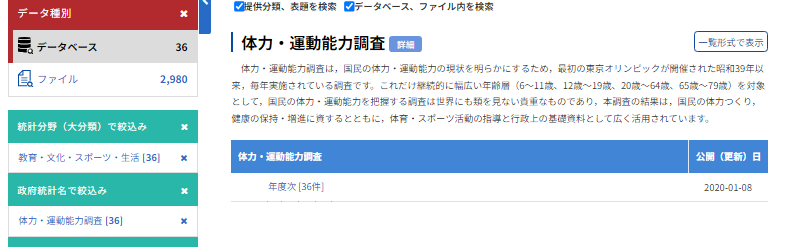 データ種別
データベース 36
ファイル 2,980
統計分野（大分類）で絞込み
教育・文化・スポーツ・生活 [36]
政府統計名で絞込み
体力・運動能力調査 [36]
提供分類、表題を検索 データベース、ファイル内を検索
体力・運動能力調査 詳細
一覧形式で表示
体力・運動能力調査は，国民の体力・運動能力の現状を明らかにするため，最初の東京オリンピックが開催された昭和39年以
来，毎年実施されている調査です。これだけ継続的に幅広い年齢層（6～11歳、12歳～19歳、20歳～64歳、65歳～79歳）を対象
として，国民の体力・運動能力を把握する調査は世界にも類を見ない貴重なものであり，本調査の結果は，国民の体力つくり，
健康の保持・増進に資するとともに，体育・スポーツ活動の指導と行政上の基礎資料として広く活用されています。
体力・運動能力調査 公開（更新）日
年度次 [36件] 2020-01-08